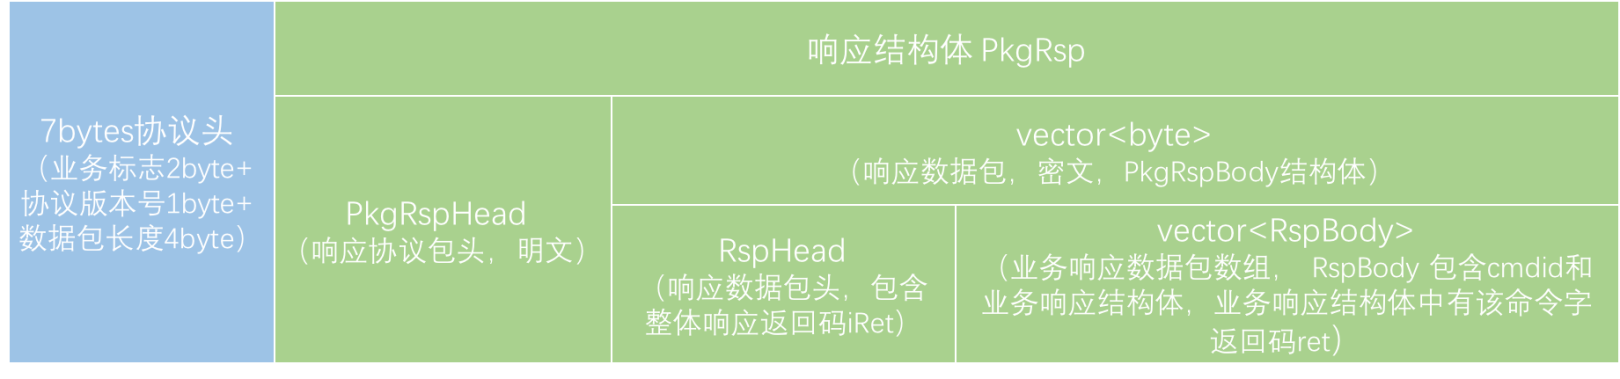 响应结构体 PkgRsp
7bytes协议头
（业务标志2byte+
协议版本号1byte+
数据包长度4byte）
PkgRspHead
（响应协议包头，明文）
vector<byte>
（响应数据包，密文，PkgRspBody结构体）
RspHead
（响应数据包头，包含
整体响应返回码iRet）
vector<RspBody>
（业务响应数据包数组， RspBody 包含cmdid和
业务响应结构体，业务响应结构体中有该命令字
返回码ret）